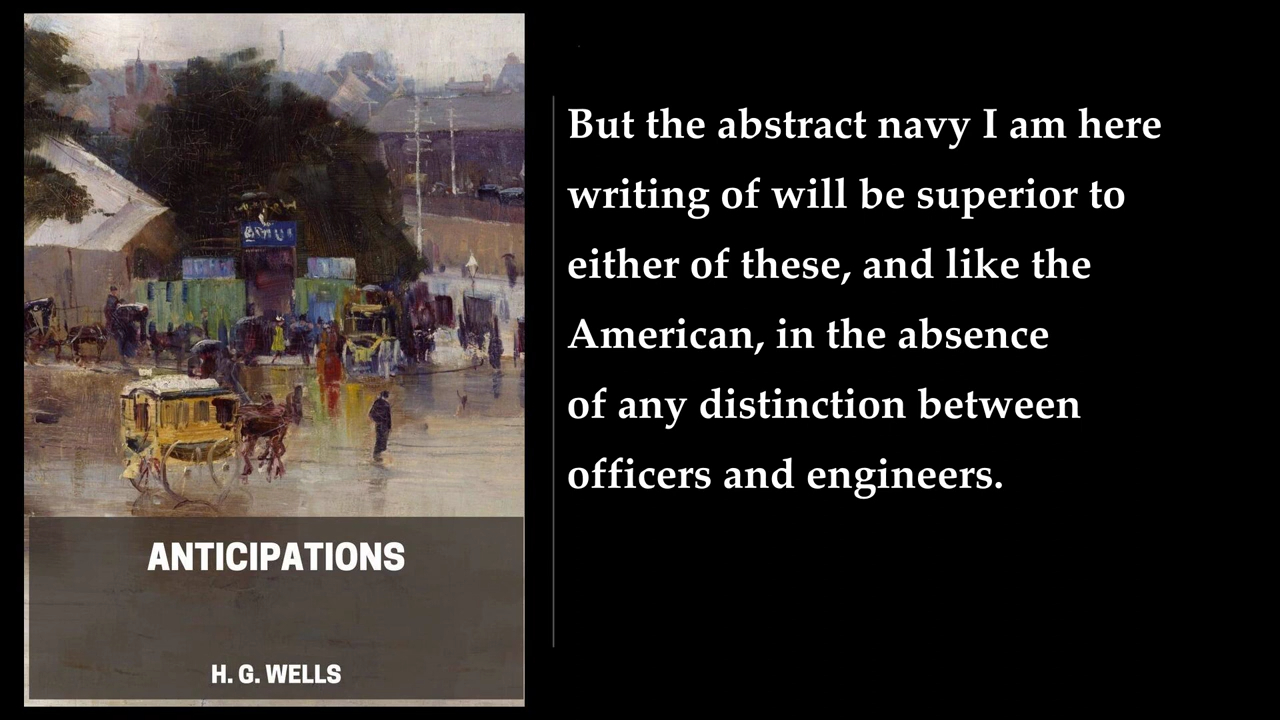 But the abstract navy I am here
writing of will be superior to
either of these, and like the
American, in the absence
of any distinction between
officers and engineers.
ANTICIPATIONS
H. G. WELLS